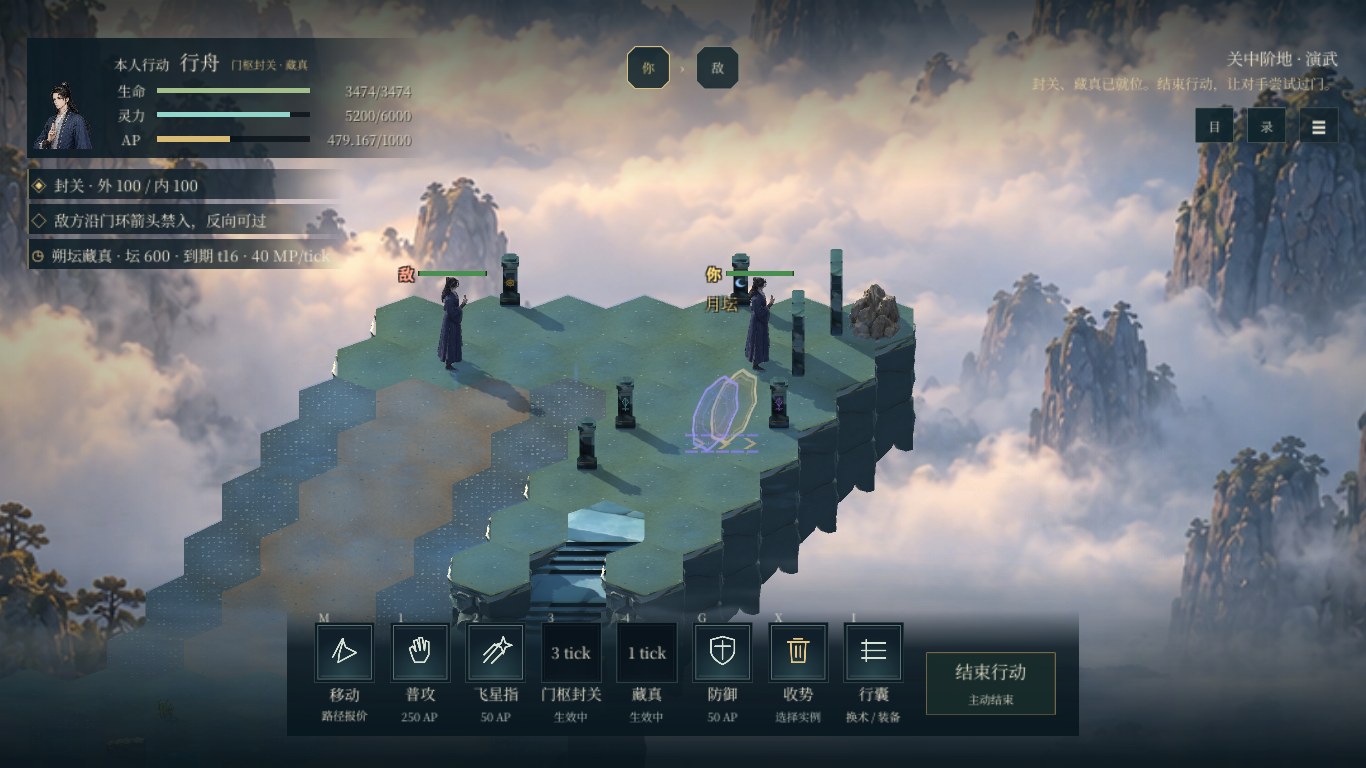 本人行动 行舟 门枢封关 · 藏真
生命 3474/3474
灵力 5200/6000
AP 479.167/1000
封关 · 外 100 / 内 100
敌方沿门环箭头禁入，反向可过
朔坛藏真 · 坛 600 · 到期 t16 · 40 MP/tick
你 › 敌
关中阶地 · 演武
封关、藏真已就位。结束行动，让对手尝试过门。
目 录
敌
你
月坛
M 1 2 3 4 G X I
3 tick 1 tick
移动 普攻 飞星指 门枢封关 藏真 防御 收势 行囊
路径报价 250 AP 50 AP 生效中 生效中 50 AP 选择实例 换术 / 装备
结束行动
主动结束